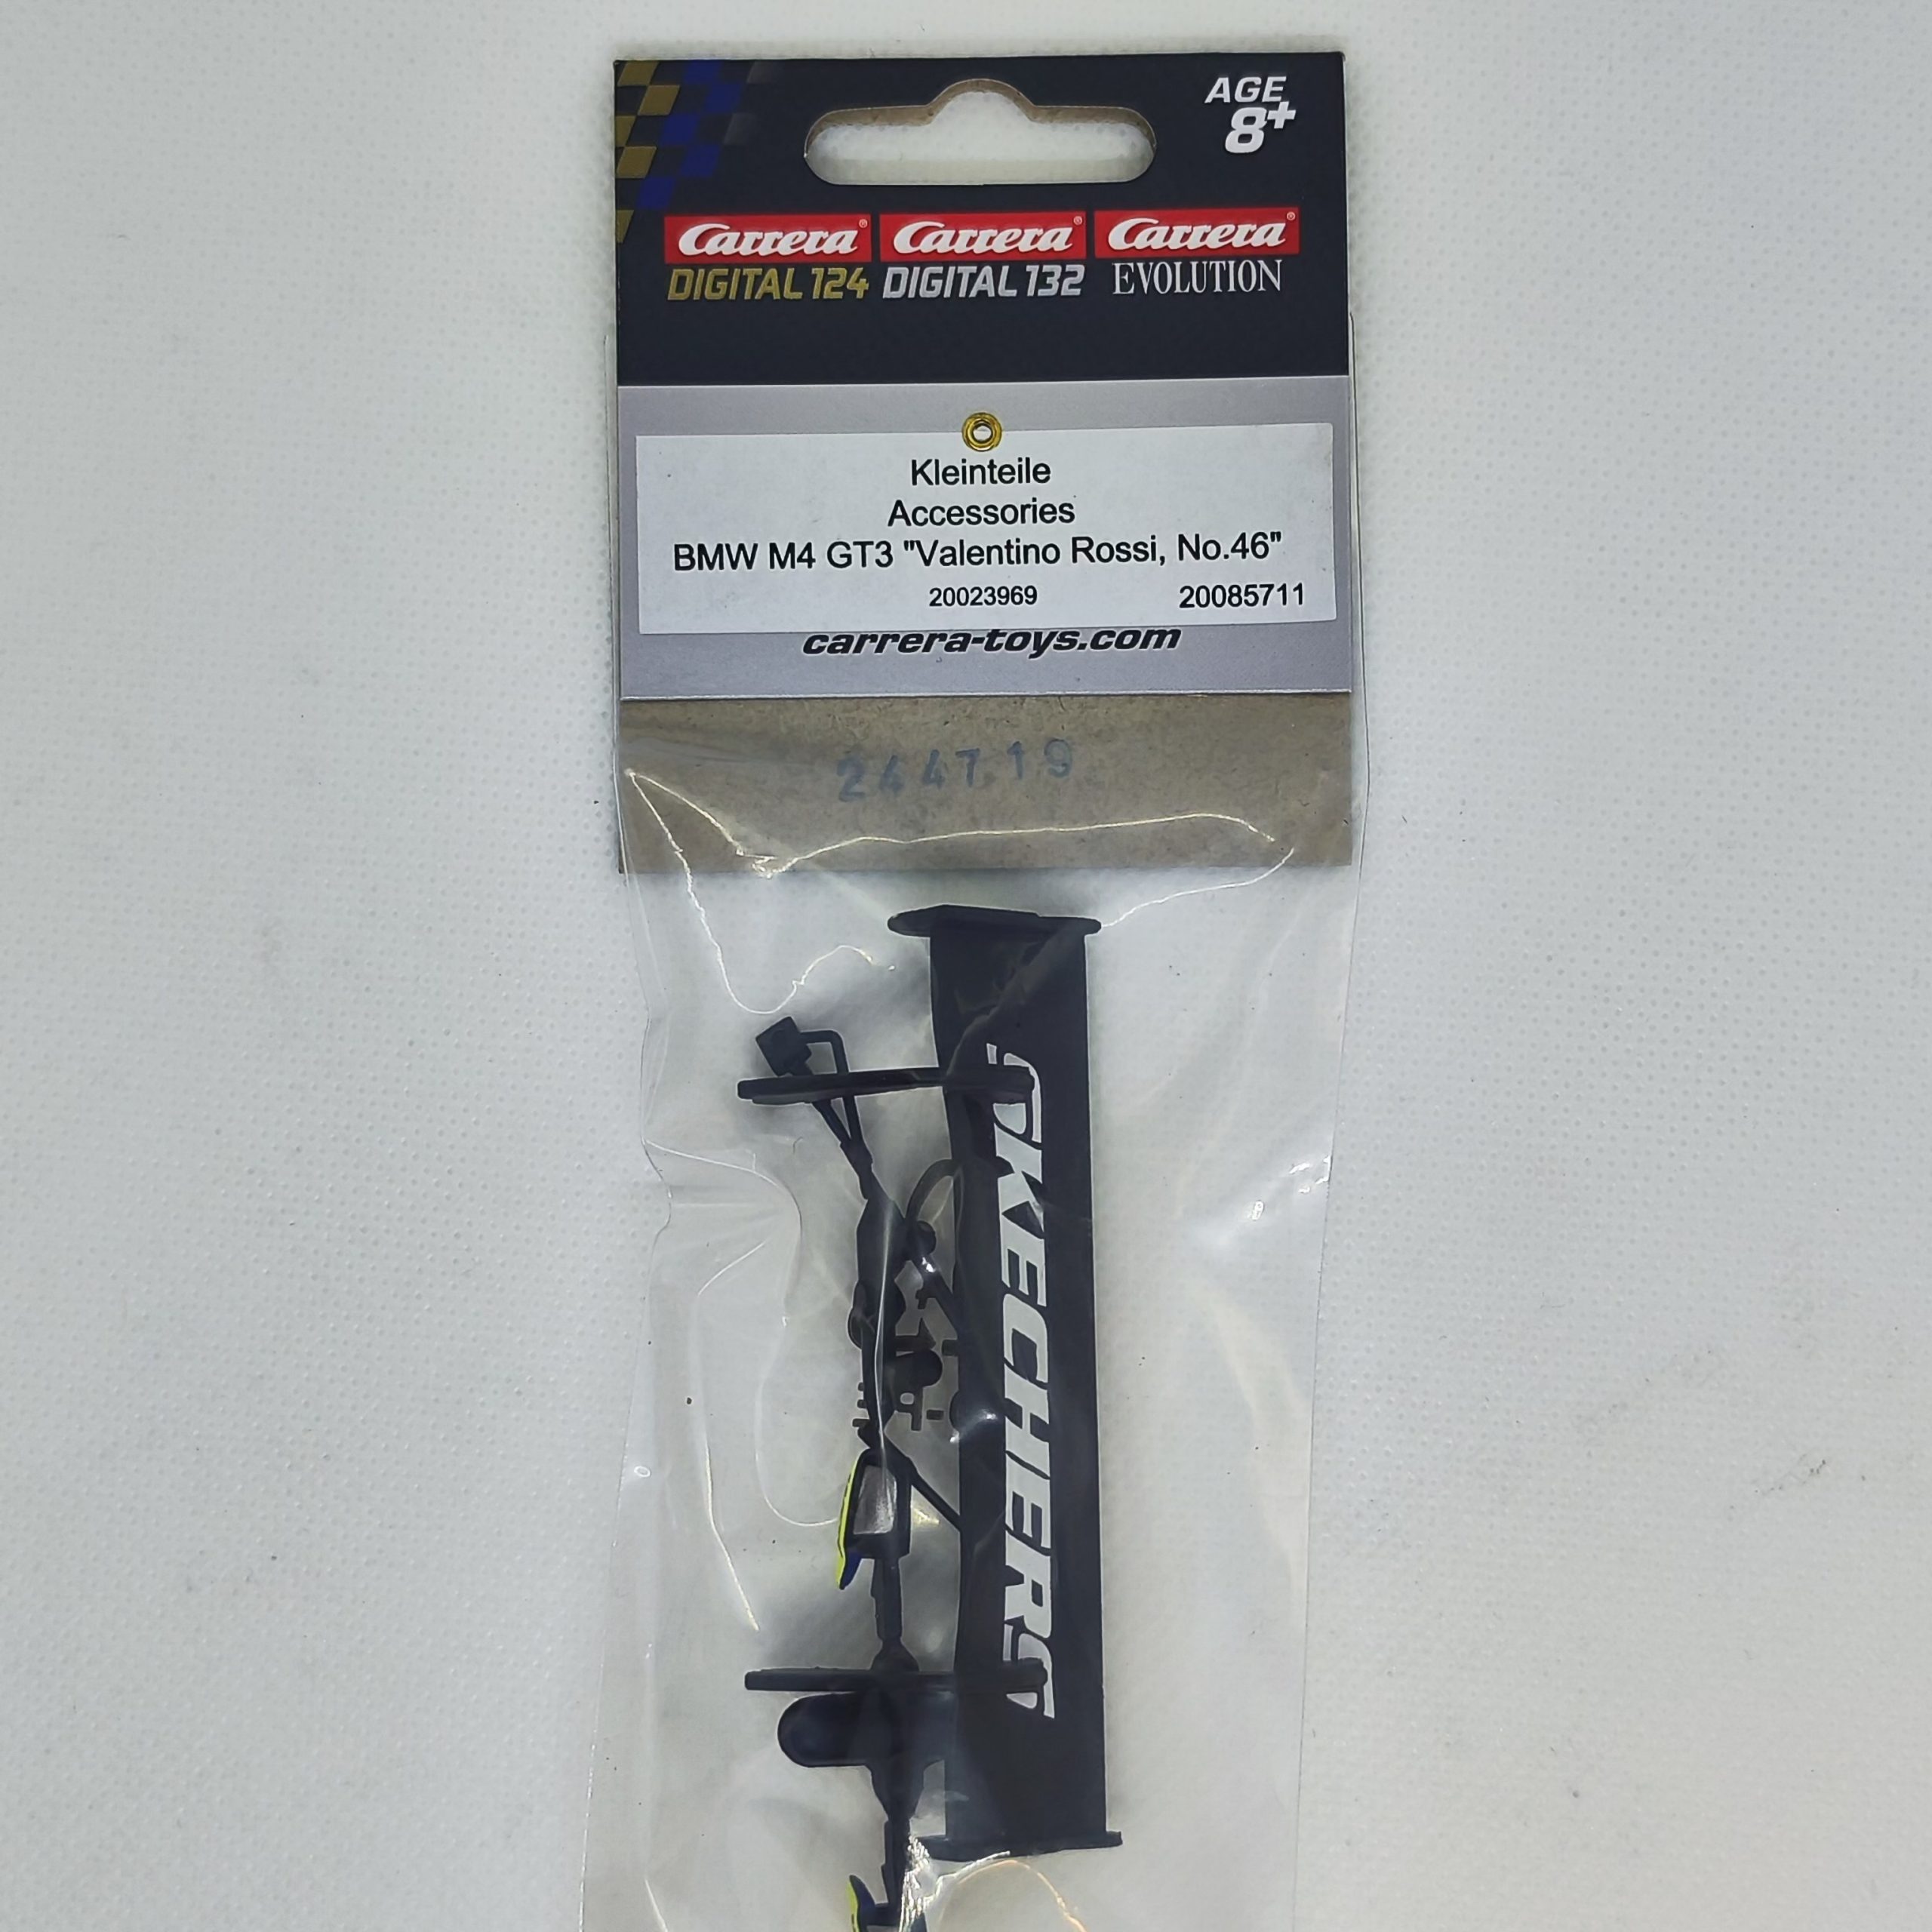 AGE
8+
Carrera® Carrera® Carrera®
DIGITAL 124 DIGITAL 132 EVOLUTION
Kleinteile
Accessories
BMW M4 GT3 "Valentino Rossi, No.46"
20023969 20085711
carrera-toys.com
244719
SKECHERS